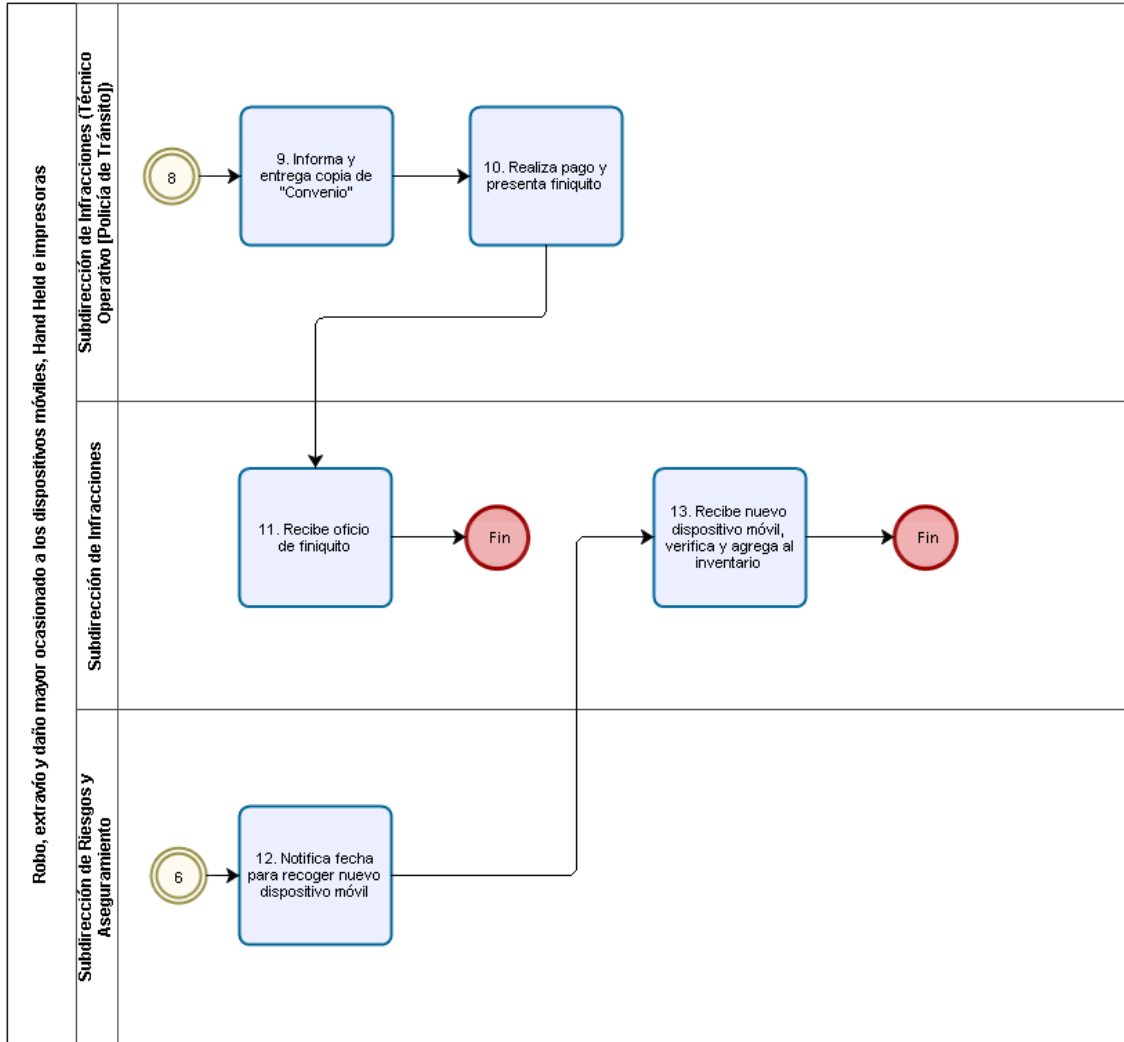 Robo, extravío y daño mayor ocasionado a los dispositivos móviles, Hand Held e impresoras
Subdirección de Infracciones (Técnico
Operativo [Policía de Tránsito])
8
9. Informa y
entrega copia de
"Convenio"
10. Realiza pago y
presenta finiquito
Subdirección de Infracciones
11. Recibe oficio
de finiquito
Fin
13. Recibe nuevo
dispositivo móvil,
verifica y agrega al
inventario
Fin
Subdirección de Riesgos y
Aseguramiento
6
12. Notifica fecha
para recoger nuevo
dispositivo móvil